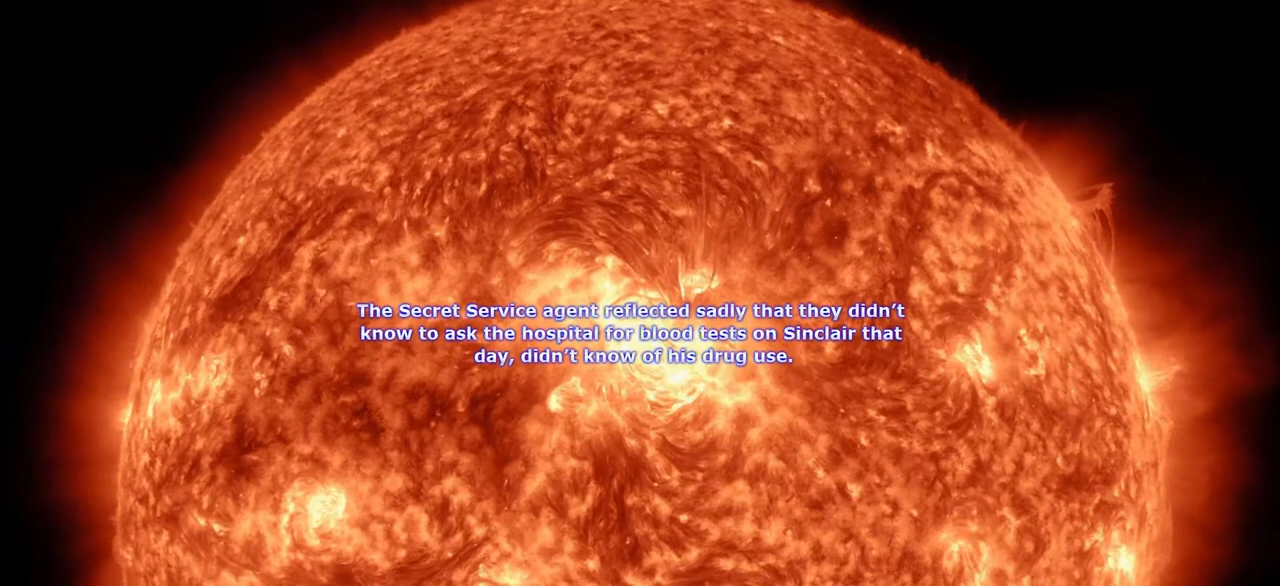 The Secret Service agent reflected sadly that they didn’t
know to ask the hospital for blood tests on Sinclair that
day, didn’t know of his drug use.